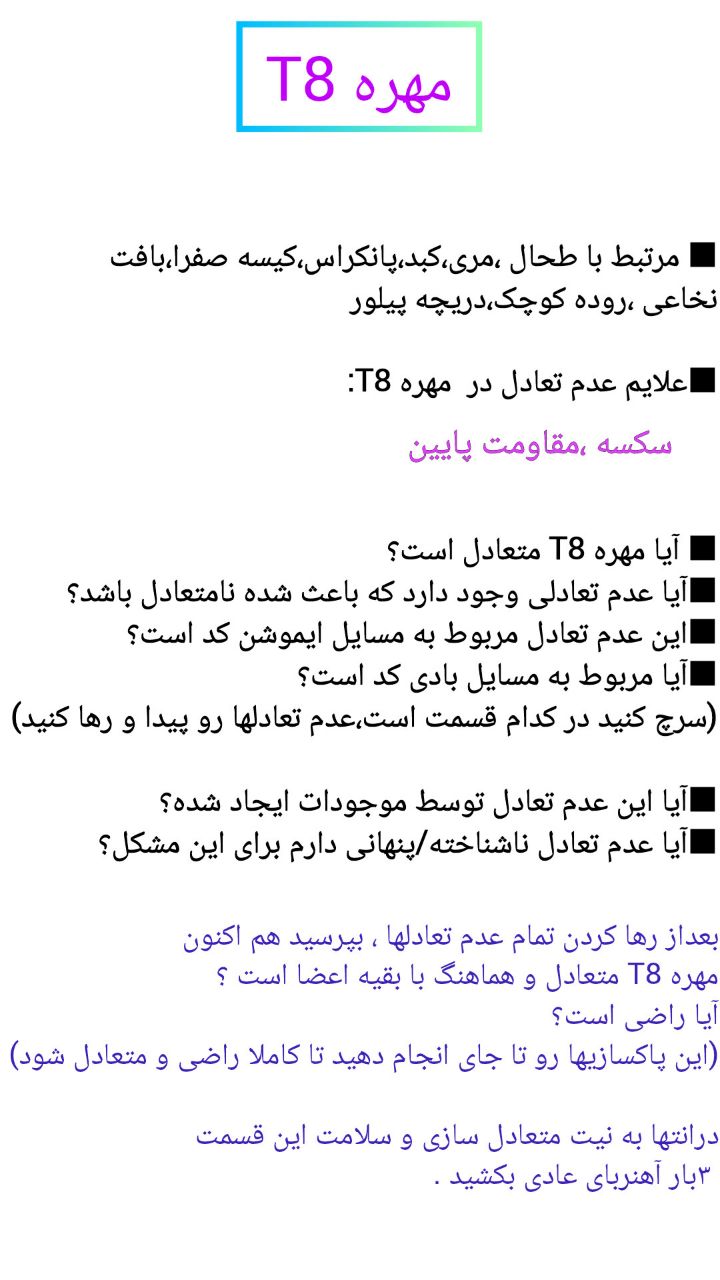 مهره T8
■ مرتبط با طحال ،مری،کبد،پانکراس،کیسه صفرا،بافت
نخاعی ،روده کوچک،دریچه پیلور
■علایم عدم تعادل در مهره T8:
سکسه ،مقاومت پایین
■ آیا مهره T8 متعادل است؟
■آیا عدم تعادلی وجود دارد که باعث شده نامتعادل باشد؟
■این عدم تعادل مربوط به مسایل ایموشن کد است؟
■آیا مربوط به مسایل بادی کد است؟
(سرچ کنید در کدام قسمت است،عدم تعادلها رو پیدا و رها کنید)
■آیا این عدم تعادل توسط موجودات ایجاد شده؟
■آیا عدم تعادل ناشناخته/پنهانی دارم برای این مشکل؟
بعداز رها کردن تمام عدم تعادلها ، بپرسید هم اکنون
مهره T8 متعادل و هماهنگ با بقیه اعضا است ؟
آیا راضی است؟
(این پاکسازیها رو تا جای انجام دهید تا کاملا راضی و متعادل شود)
درانتها به نیت متعادل سازی و سلامت این قسمت
۳بار آهنربای عادی بکشید .